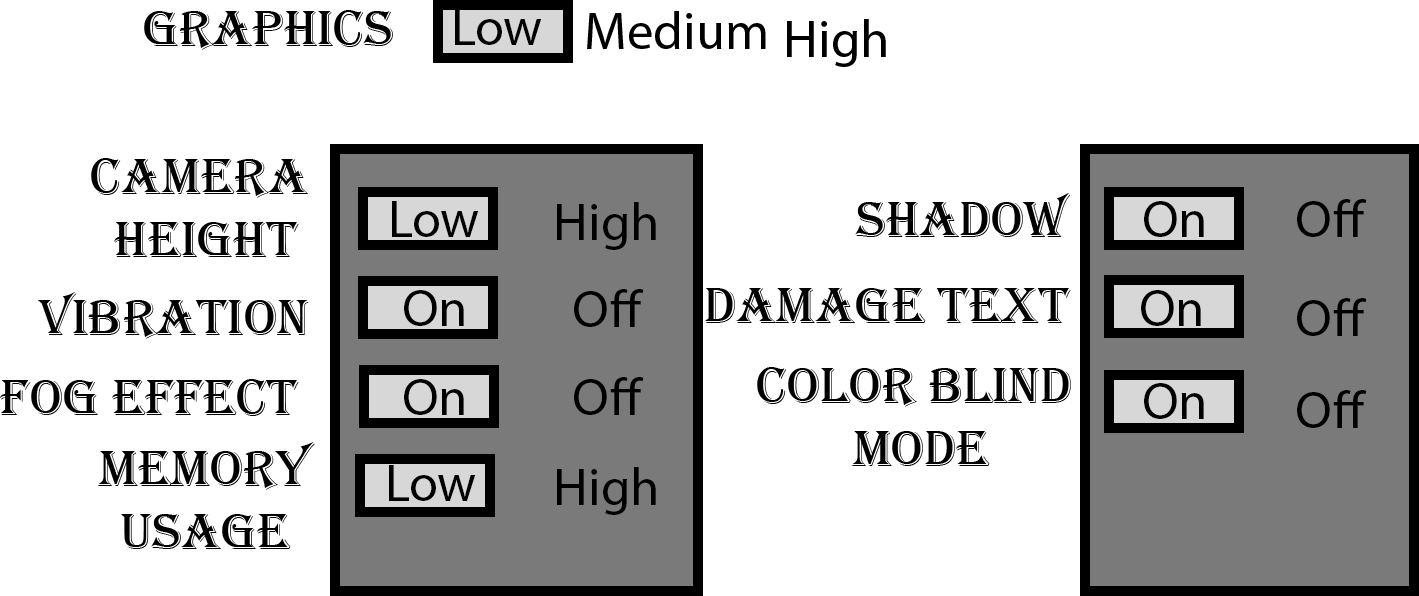 GRAPHICS Low Medium High
CAMERA HEIGHT Low High
VIBRATION On Off
FOG EFFECT On Off
MEMORY USAGE Low High
SHADOW On Off
DAMAGE TEXT On Off
COLOR BLIND MODE On Off